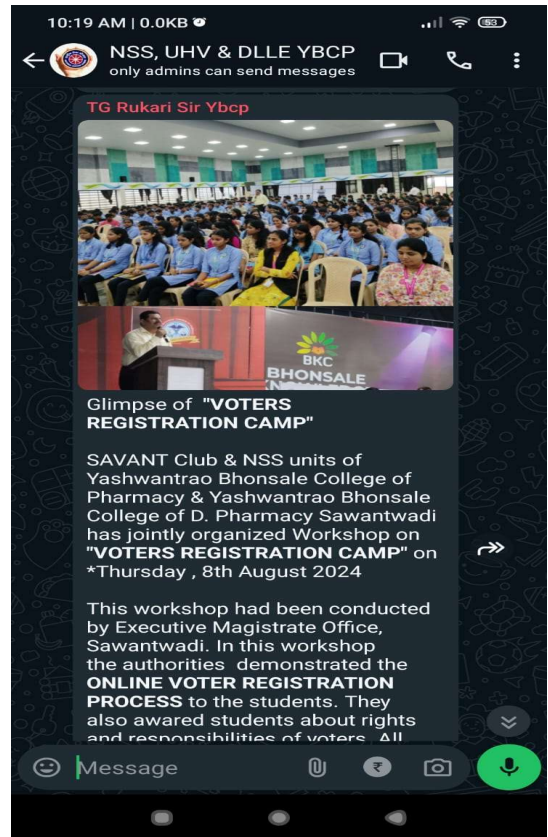 10:19 AM | 0.0KB
53
NSS, UHV & DLLE YBCP
only admins can send messages
TG Rukari Sir Ybcp
BKC
BHONSALE
Glimpse of "VOTERS
REGISTRATION CAMP"
SAVANT Club & NSS units of
Yashwantrao Bhonsale College of
Pharmacy & Yashwantrao Bhonsale
College of D. Pharmacy Sawantwadi
has jointly organized Workshop on
"VOTERS REGISTRATION CAMP" on
*Thursday , 8th August 2024
This workshop had been conducted
by Executive Magistrate Office,
Sawantwadi. In this workshop
the authorities demonstrated the
ONLINE VOTER REGISTRATION
PROCESS to the students. They
also awared students about rights
and responsibilities of voters. All
Message
₹